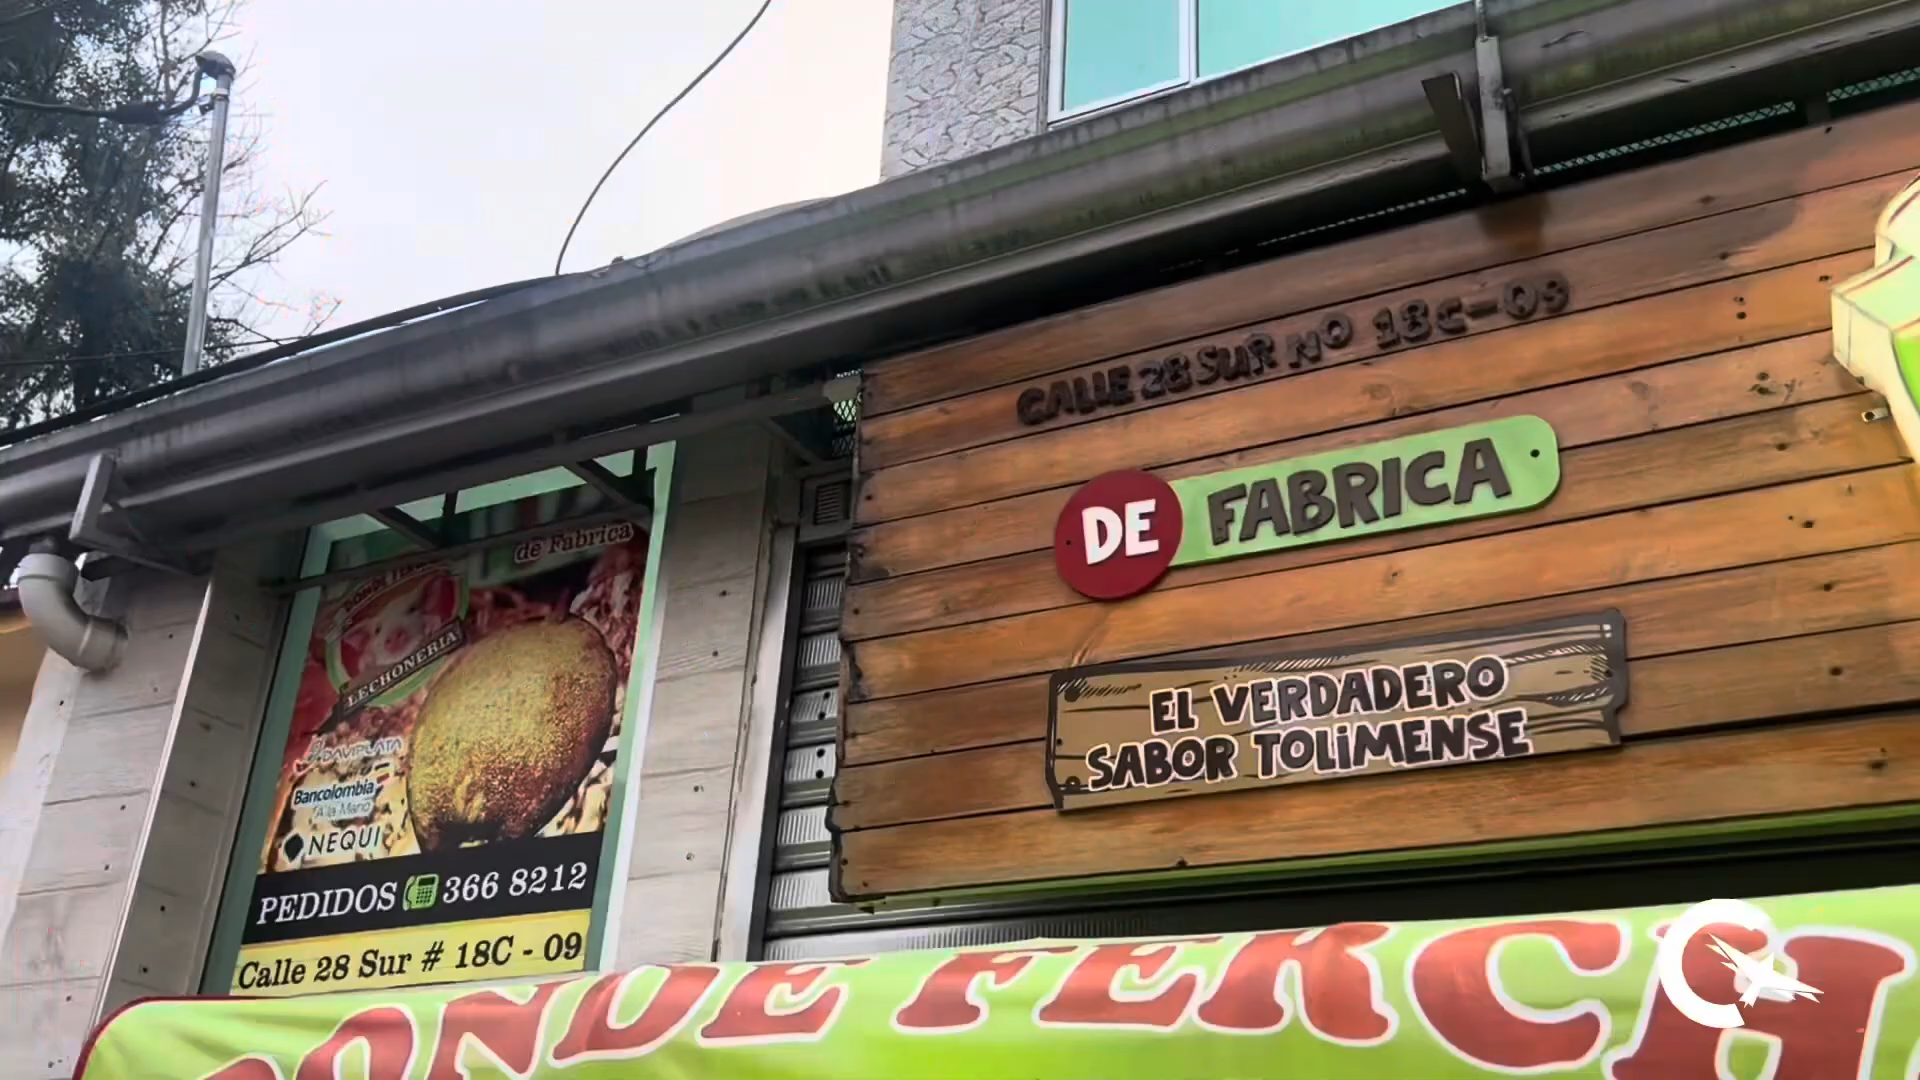 CALLE 28 SUR Nº 18C-09
DE FABRICA
EL VERDADERO
SABOR TOLIMENSE
de Fabrica
DONDE
LECHONERIA
DAVIPLATA
Bancolombia
A la Mano
NEQUI
PEDIDOS 366 8212
Calle 28 Sur # 18C - 09
DONDE FERCH